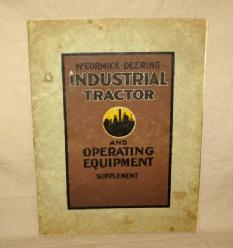 McCORMICK-DEERING
INDUSTRIAL
TRACTOR
AND
OPERATING
EQUIPMENT
SUPPLEMENT